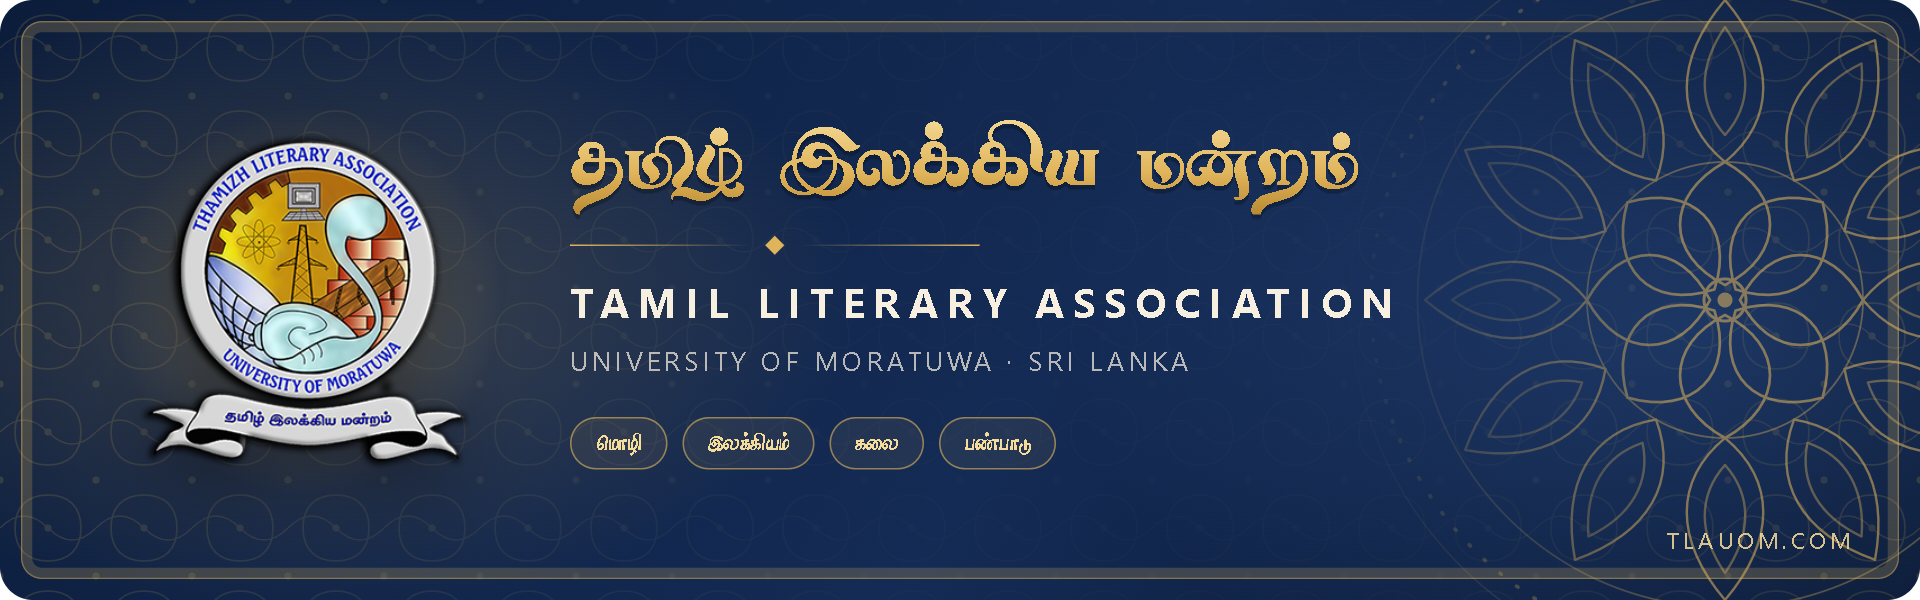 THAMIZH LITERARY ASSOCIATION
UNIVERSITY OF MORATUWA
தமிழ் இலக்கிய மன்றம்
தமிழ் இலக்கிய மன்றம்
TAMIL LITERARY ASSOCIATION
UNIVERSITY OF MORATUWA · SRI LANKA
மொழி இலக்கியம் கலை பண்பாடு
TLAUOM.COM